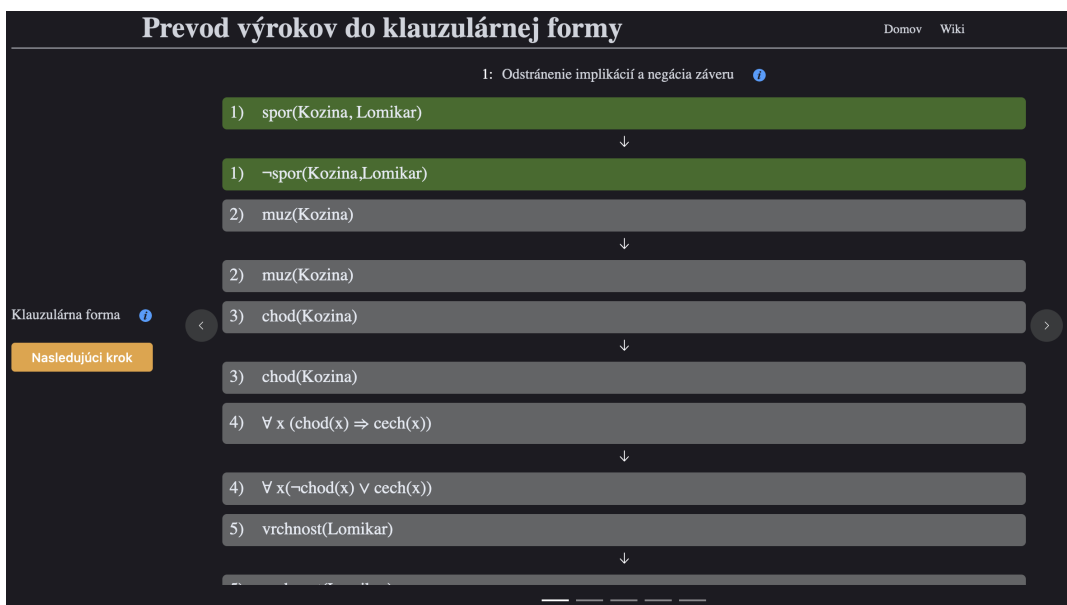 Prevod výrokov do klauzulárnej formy
Domov Wiki
1: Odstránenie implikácií a negácia záveru
1) spor(Kozina, Lomikar)
↓
1) ¬spor(Kozina,Lomikar)
2) muz(Kozina)
↓
2) muz(Kozina)
Klauzulárna forma
Nasledujúci krok
3) chod(Kozina)
↓
3) chod(Kozina)
4) ∀ x (chod(x) ⇒ cech(x))
↓
4) ∀ x(¬chod(x) ∨ cech(x))
5) vrchnost(Lomikar)
↓